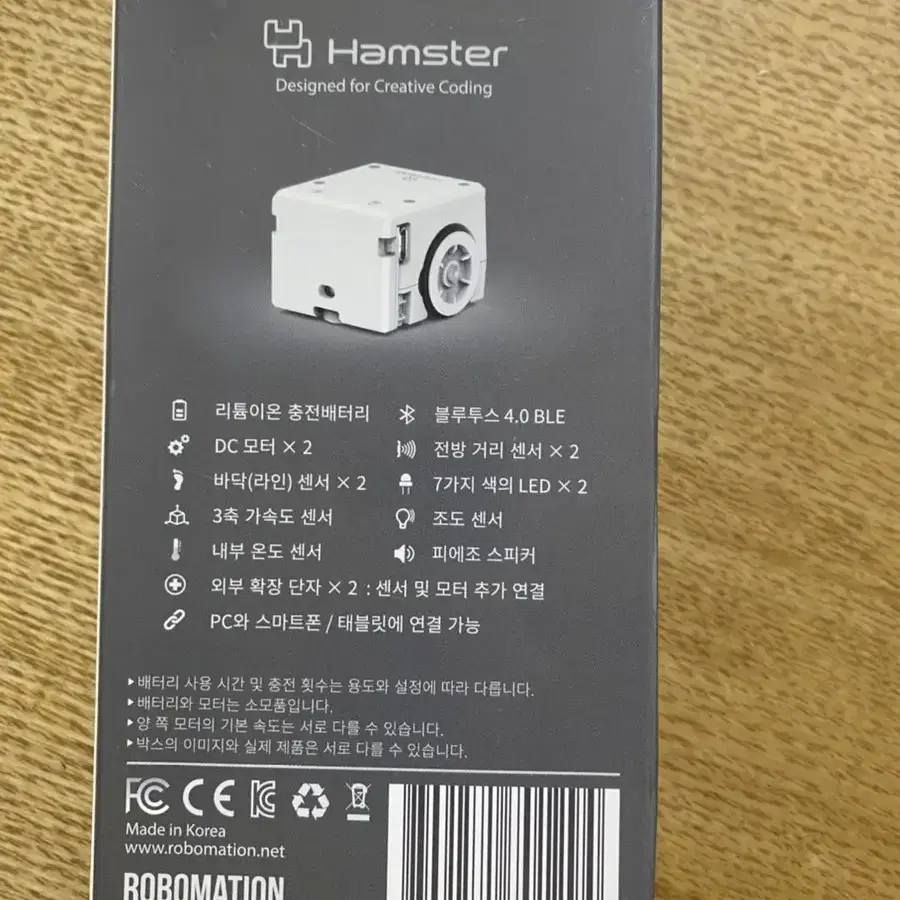 Hamster
Designed for Creative Coding
리튬이온 충전배터리
블루투스 4.0 BLE
DC 모터 × 2
전방 거리 센서 × 2
바닥(라인) 센서 × 2
7가지 색의 LED × 2
3축 가속도 센서
조도 센서
내부 온도 센서
피에조 스피커
외부 확장 단자 × 2 : 센서 및 모터 추가 연결
PC와 스마트폰 / 태블릿에 연결 가능
▸배터리 사용 시간 및 충전 횟수는 용도와 설정에 따라 다릅니다.
▸배터리와 모터는 소모품입니다.
▸양 쪽 모터의 기본 속도는 서로 다를 수 있습니다.
▸박스의 이미지와 실제 제품은 서로 다를 수 있습니다.
FC CE
Made in Korea
www.robomation.net
ROBOMATION